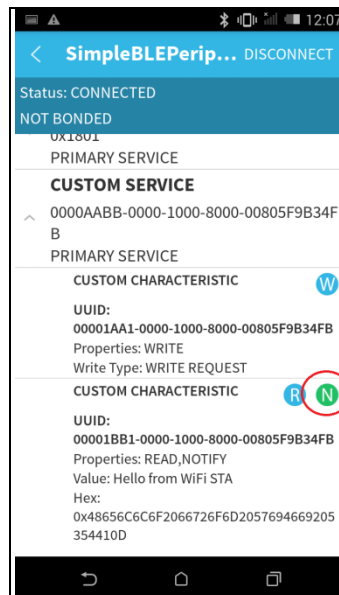 12:07
SimpleBLEPerip... DISCONNECT
Status: CONNECTED
NOT BONDED
0x1801
PRIMARY SERVICE
CUSTOM SERVICE
0000AABB-0000-1000-8000-00805F9B34F
B
PRIMARY SERVICE
CUSTOM CHARACTERISTIC W
UUID:
00001AA1-0000-1000-8000-00805F9B34FB
Properties: WRITE
Write Type: WRITE REQUEST
CUSTOM CHARACTERISTIC R N
UUID:
00001BB1-0000-1000-8000-00805F9B34FB
Properties: READ,NOTIFY
Value: Hello from WiFi STA
Hex:
0x48656C6C6F2066726F6D2057694669205
354410D